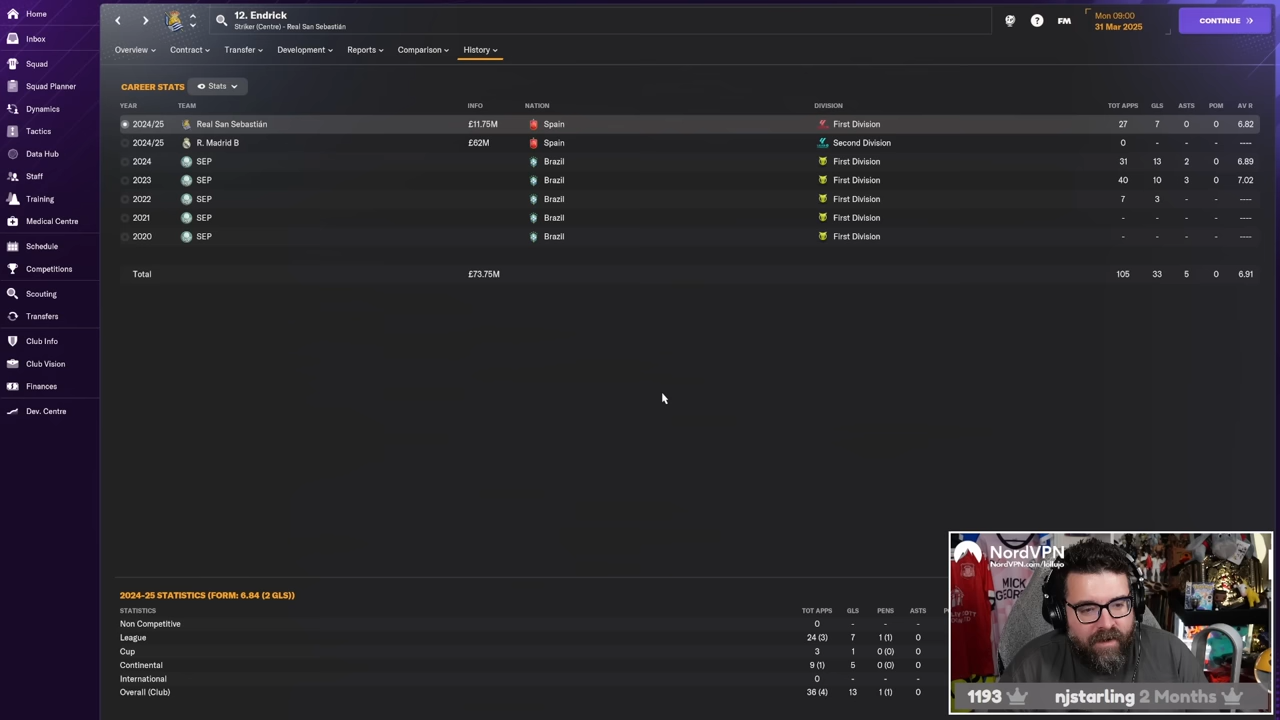 Home
Inbox
Squad
Squad Planner
Dynamics
Tactics
Data Hub
Staff
Training
Medical Centre
Schedule
Competitions
Scouting
Transfers
Club Info
Club Vision
Finances
Dev. Centre
12. Endrick
Striker (Centre) - Real San Sebastián
FM
Mon 09:00
31 Mar 2025
CONTINUE
Overview Contract Transfer Development Reports Comparison History
CAREER STATS Stats
YEAR TEAM INFO NATION DIVISION TOT APPS GLS ASTS POM AV R
2024/25 Real San Sebastián £11.75M Spain First Division 27 7 0 0 6.82
2024/25 R. Madrid B £62M Spain Second Division 0 - - - ----
2024 SEP Brazil First Division 31 13 2 0 6.89
2023 SEP Brazil First Division 40 10 3 0 7.02
2022 SEP Brazil First Division 7 3 - - ----
2021 SEP Brazil First Division - - - - ----
2020 SEP Brazil First Division - - - - ----
Total £73.75M 105 33 5 0 6.91
2024-25 STATISTICS (FORM: 6.84 (2 GLS))
STATISTICS TOT APPS GLS PENS ASTS
Non Competitive 0 - - -
League 24 (3) 7 1 (1) 0
Cup 3 1 0 (0) 0
Continental 9 (1) 5 0 (0) 0
International 0 - - -
Overall (Club) 36 (4) 13 1 (1) 0
NordVPN
NordVPN.com/lollujo
MICK
1193 njstarling 2 Months